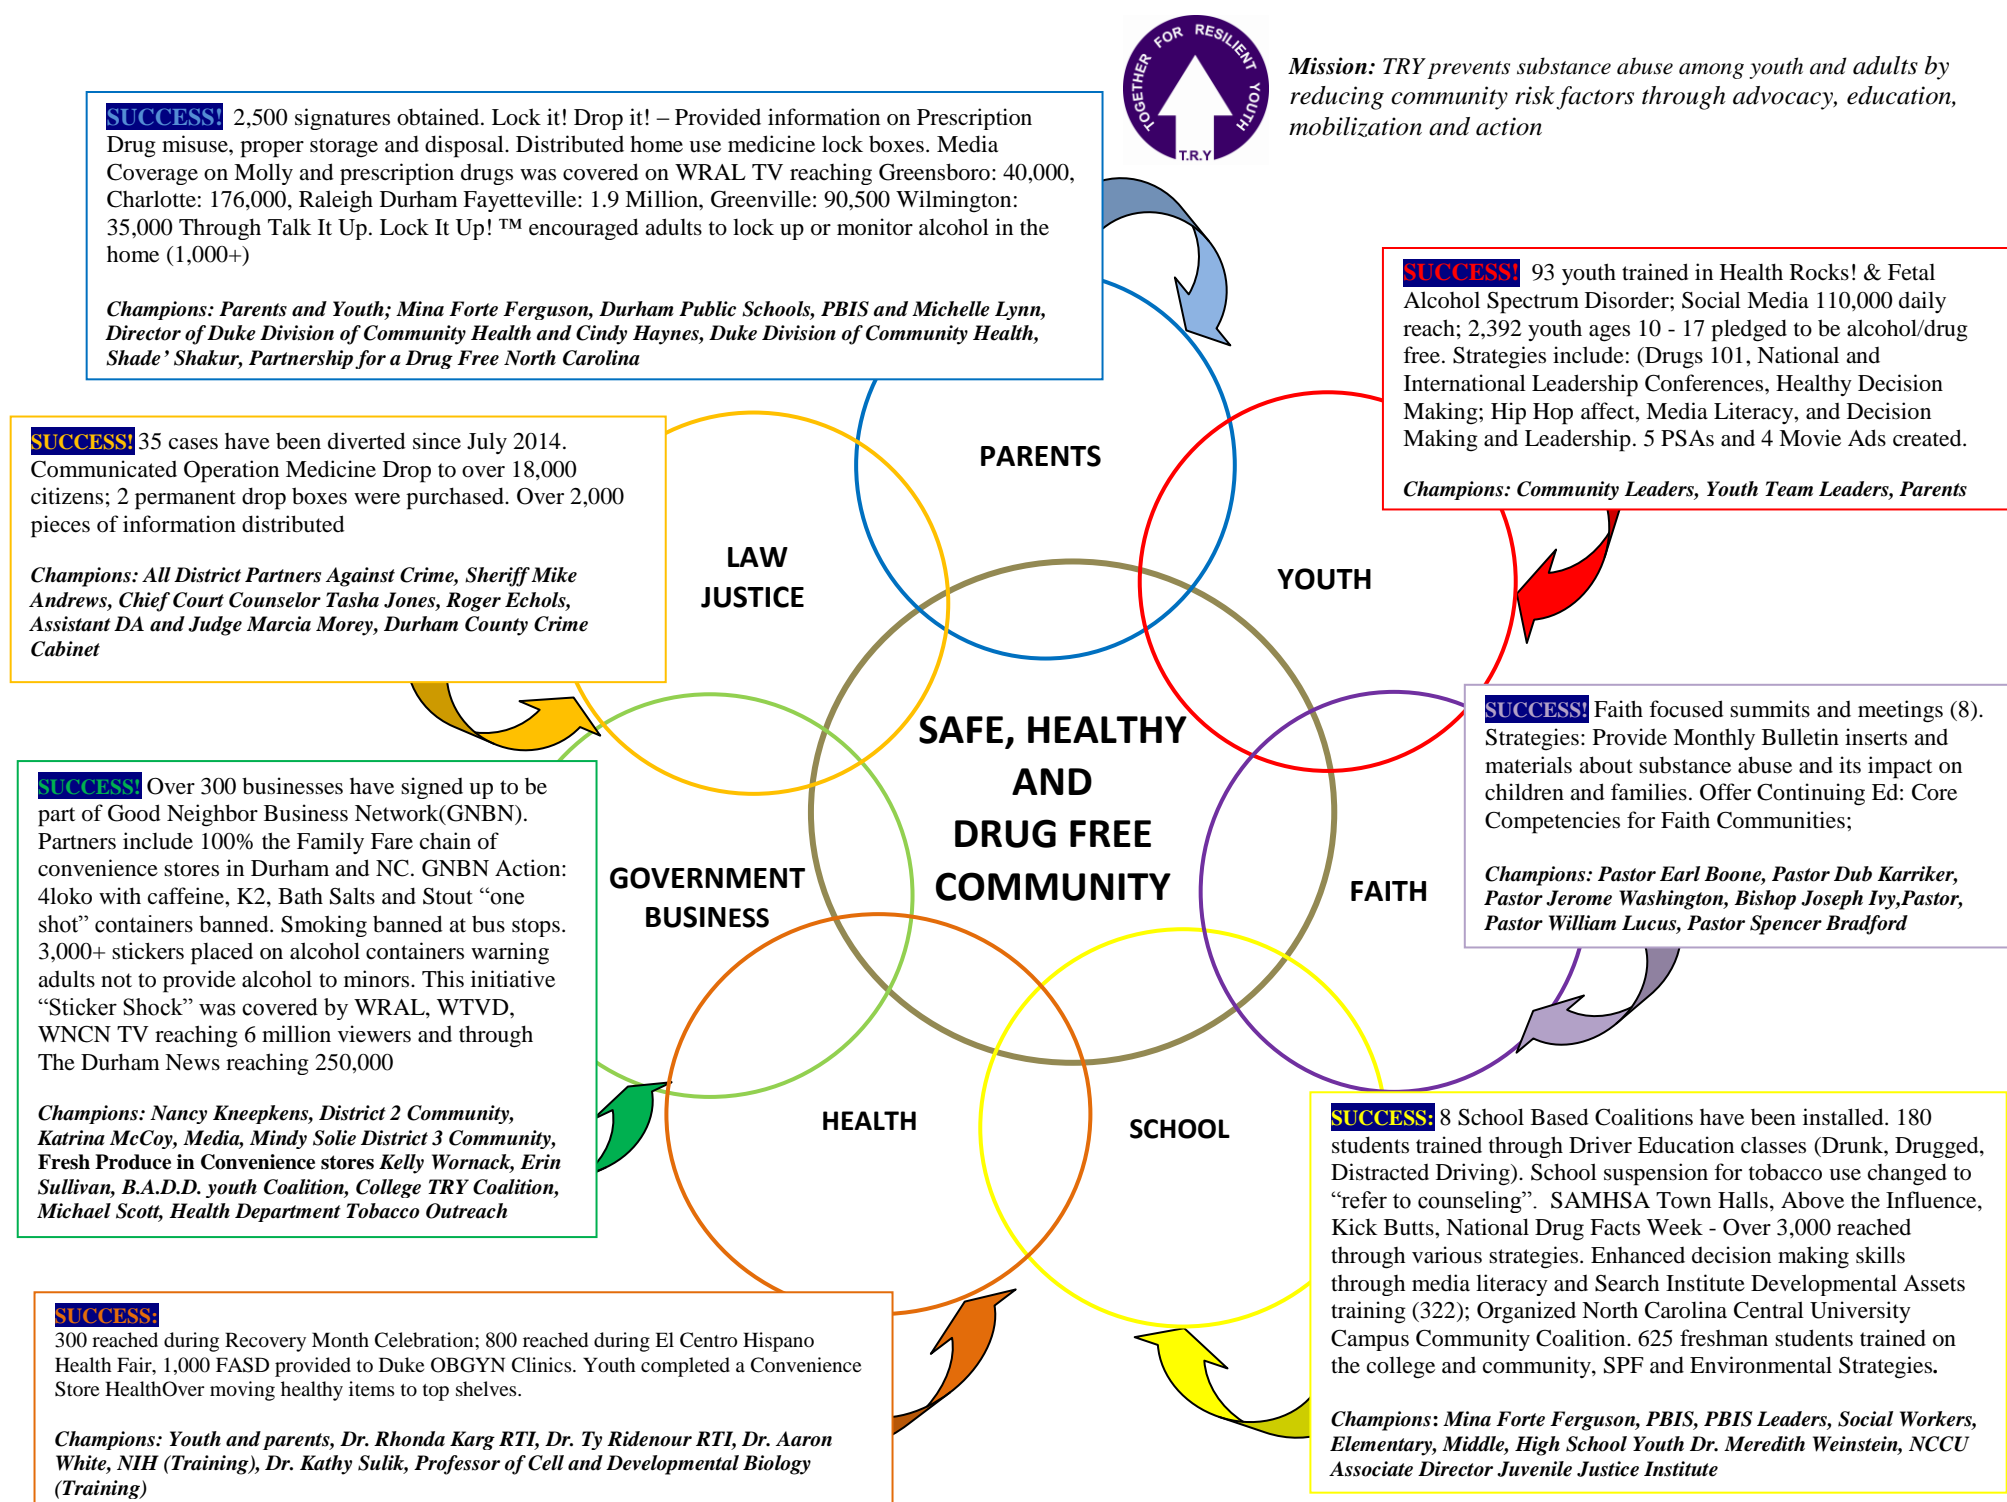 TOGETHER FOR RESILIENT YOUTH
T.R.Y
Mission: TRY prevents substance abuse among youth and adults by
reducing community risk factors through advocacy, education,
mobilization and action
SUCCESS! 2,500 signatures obtained. Lock it! Drop it! – Provided information on Prescription
Drug misuse, proper storage and disposal. Distributed home use medicine lock boxes. Media
Coverage on Molly and prescription drugs was covered on WRAL TV reaching Greensboro: 40,000,
Charlotte: 176,000, Raleigh Durham Fayetteville: 1.9 Million, Greenville: 90,500 Wilmington:
35,000 Through Talk It Up. Lock It Up! ™ encouraged adults to lock up or monitor alcohol in the
home (1,000+)
Champions: Parents and Youth; Mina Forte Ferguson, Durham Public Schools, PBIS and Michelle Lynn,
Director of Duke Division of Community Health and Cindy Haynes, Duke Division of Community Health,
Shade’ Shakur, Partnership for a Drug Free North Carolina
SUCCESS! 93 youth trained in Health Rocks! & Fetal
Alcohol Spectrum Disorder; Social Media 110,000 daily
reach; 2,392 youth ages 10 - 17 pledged to be alcohol/drug
free. Strategies include: (Drugs 101, National and
International Leadership Conferences, Healthy Decision
Making; Hip Hop affect, Media Literacy, and Decision
Making and Leadership. 5 PSAs and 4 Movie Ads created.
Champions: Community Leaders, Youth Team Leaders, Parents
SUCCESS! 35 cases have been diverted since July 2014.
Communicated Operation Medicine Drop to over 18,000
citizens; 2 permanent drop boxes were purchased. Over 2,000
pieces of information distributed
Champions: All District Partners Against Crime, Sheriff Mike
Andrews, Chief Court Counselor Tasha Jones, Roger Echols,
Assistant DA and Judge Marcia Morey, Durham County Crime
Cabinet
PARENTS
LAW
JUSTICE
YOUTH
SAFE, HEALTHY
AND
DRUG FREE
COMMUNITY
GOVERNMENT
BUSINESS
FAITH
HEALTH
SCHOOL
SUCCESS! Faith focused summits and meetings (8).
Strategies: Provide Monthly Bulletin inserts and
materials about substance abuse and its impact on
children and families. Offer Continuing Ed: Core
Competencies for Faith Communities;
Champions: Pastor Earl Boone, Pastor Dub Karriker,
Pastor Jerome Washington, Bishop Joseph Ivy,Pastor,
Pastor William Lucus, Pastor Spencer Bradford
SUCCESS! Over 300 businesses have signed up to be
part of Good Neighbor Business Network(GNBN).
Partners include 100% the Family Fare chain of
convenience stores in Durham and NC. GNBN Action:
4loko with caffeine, K2, Bath Salts and Stout “one
shot” containers banned. Smoking banned at bus stops.
3,000+ stickers placed on alcohol containers warning
adults not to provide alcohol to minors. This initiative
“Sticker Shock” was covered by WRAL, WTVD,
WNCN TV reaching 6 million viewers and through
The Durham News reaching 250,000
Champions: Nancy Kneepkens, District 2 Community,
Katrina McCoy, Media, Mindy Solie District 3 Community,
Fresh Produce in Convenience stores Kelly Wornack, Erin
Sullivan, B.A.D.D. youth Coalition, College TRY Coalition,
Michael Scott, Health Department Tobacco Outreach
SUCCESS: 8 School Based Coalitions have been installed. 180
students trained through Driver Education classes (Drunk, Drugged,
Distracted Driving). School suspension for tobacco use changed to
“refer to counseling”. SAMHSA Town Halls, Above the Influence,
Kick Butts, National Drug Facts Week - Over 3,000 reached
through various strategies. Enhanced decision making skills
through media literacy and Search Institute Developmental Assets
training (322); Organized North Carolina Central University
Campus Community Coalition. 625 freshman students trained on
the college and community, SPF and Environmental Strategies.
Champions: Mina Forte Ferguson, PBIS, PBIS Leaders, Social Workers,
Elementary, Middle, High School Youth Dr. Meredith Weinstein, NCCU
Associate Director Juvenile Justice Institute
SUCCESS:
300 reached during Recovery Month Celebration; 800 reached during El Centro Hispano
Health Fair, 1,000 FASD provided to Duke OBGYN Clinics. Youth completed a Convenience
Store HealthOver moving healthy items to top shelves.
Champions: Youth and parents, Dr. Rhonda Karg RTI, Dr. Ty Ridenour RTI, Dr. Aaron
White, NIH (Training), Dr. Kathy Sulik, Professor of Cell and Developmental Biology
(Training)